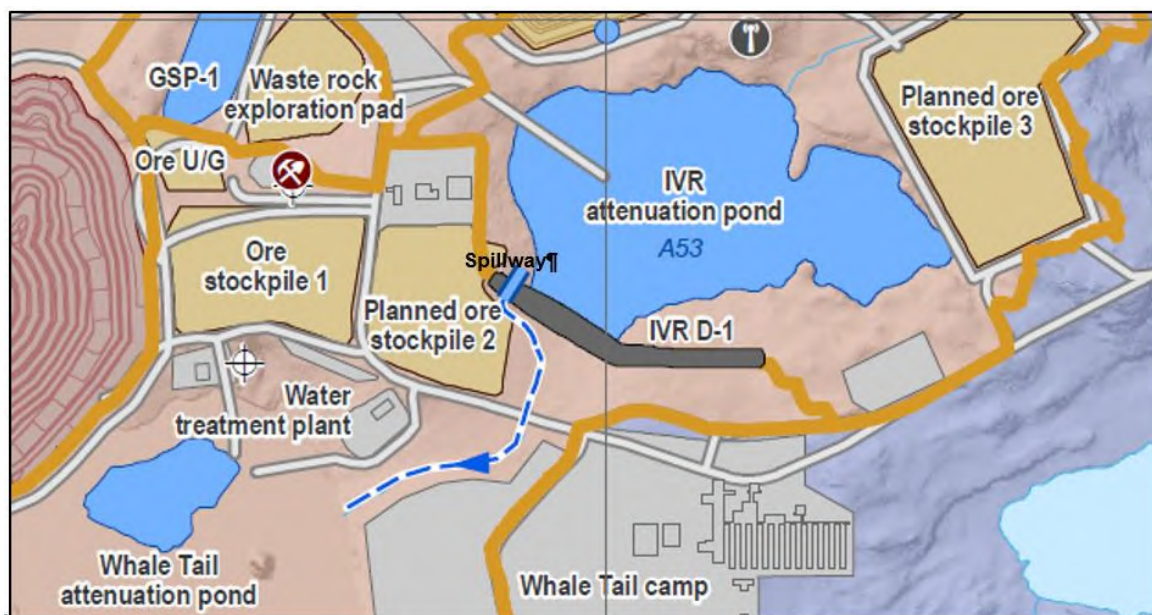 GSP-1
Waste rock
exploration pad
Planned ore
stockpile 3
Ore U/G
IVR
attenuation pond
A53
Ore
stockpile 1
Spillway¶
Planned ore
stockpile 2
IVR D-1
Water
treatment plant
Whale Tail
attenuation pond
Whale Tail camp